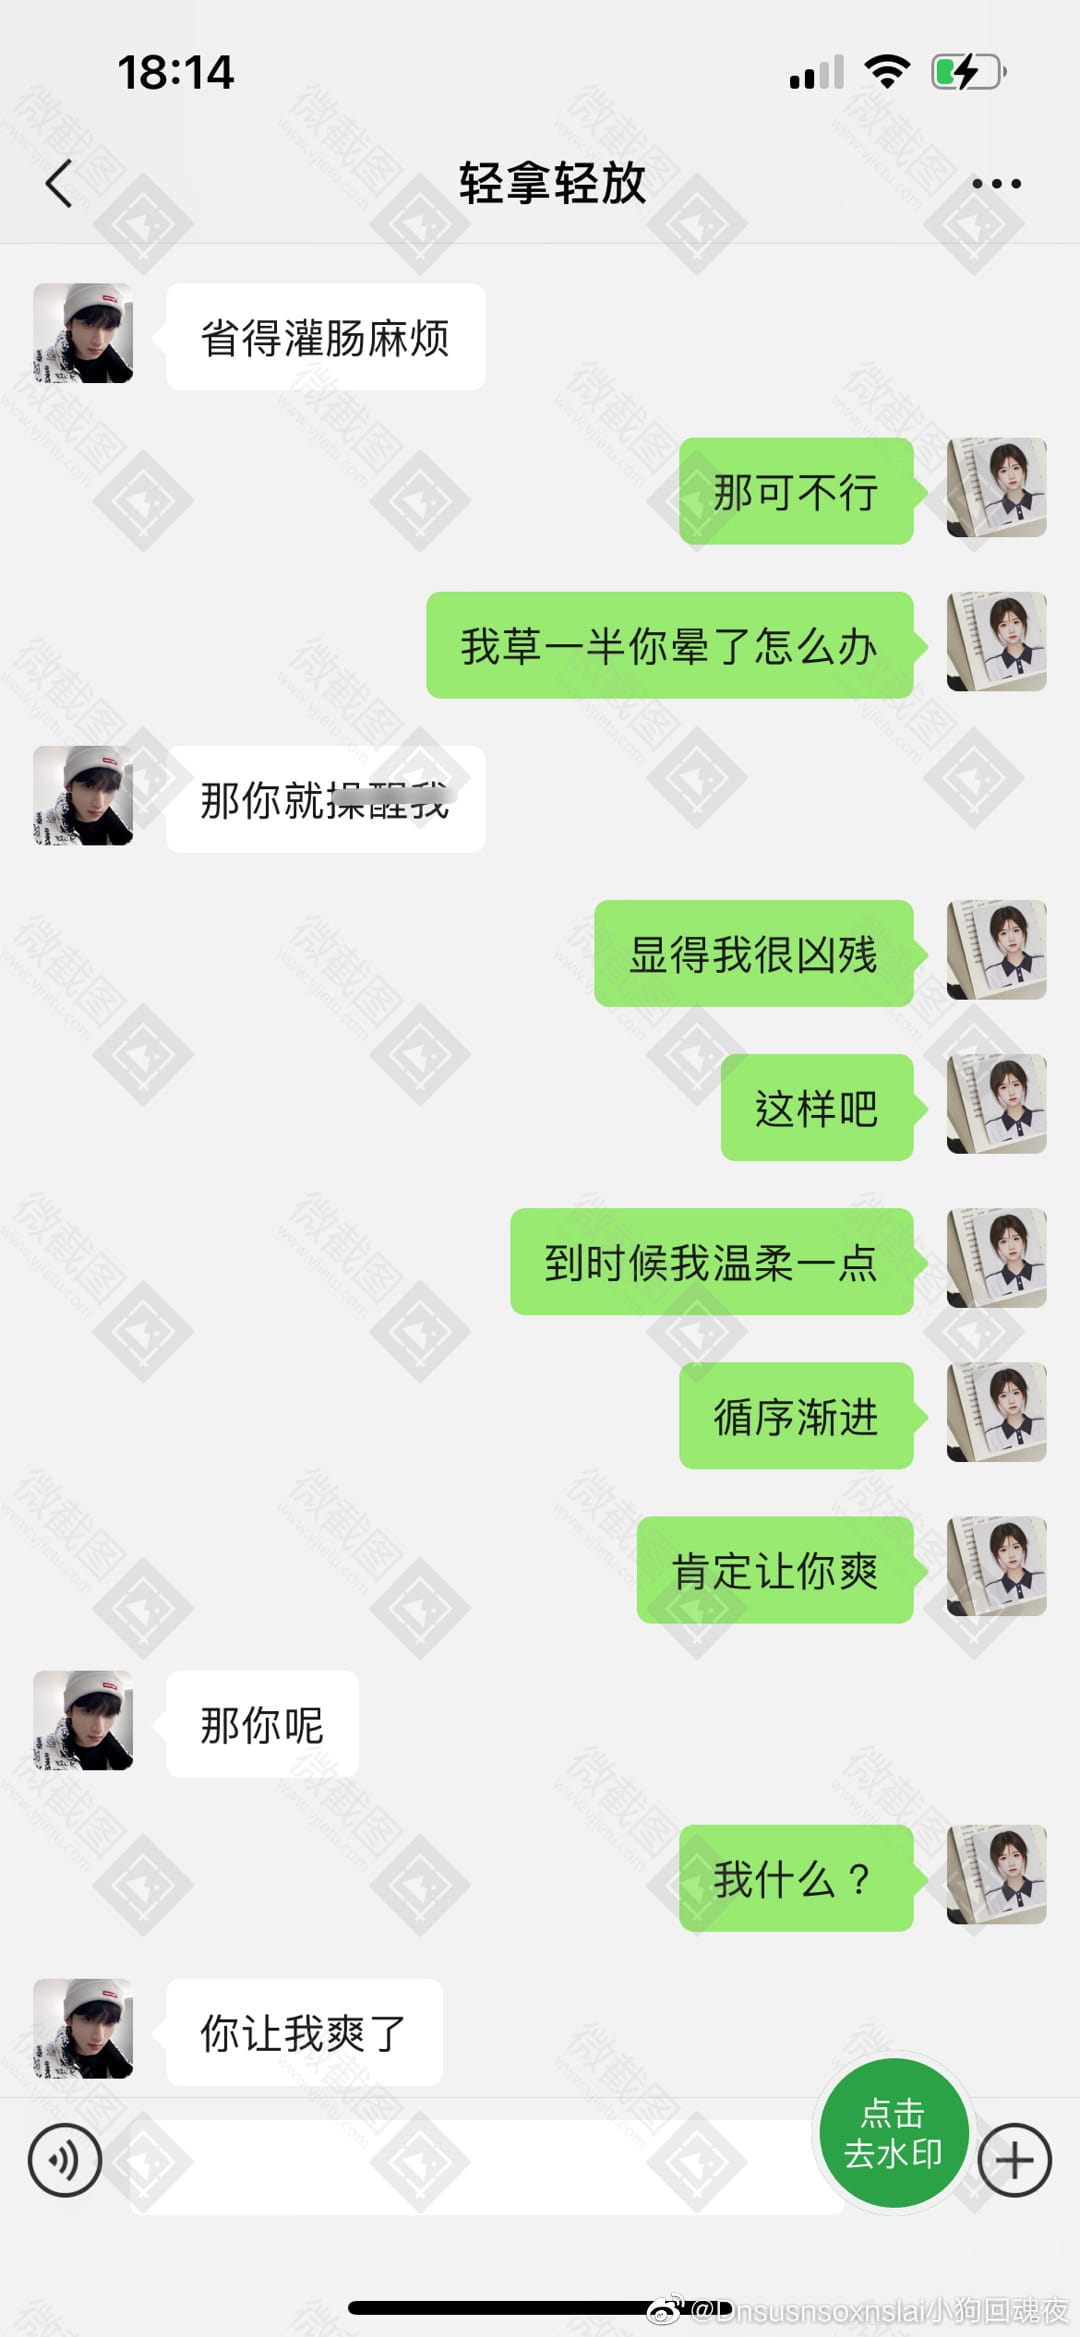 18:14
轻拿轻放
省得灌肠麻烦
那可不行
我草一半你晕了怎么办
那你就操醒我
显得我很凶残
这样吧
到时候我温柔一点
循序渐进
肯定让你爽
那你呢
我什么？
你让我爽了
点击
去水印
@Dnsusnsoxnslai小狗回魂夜
微截图
www.vjietu.com